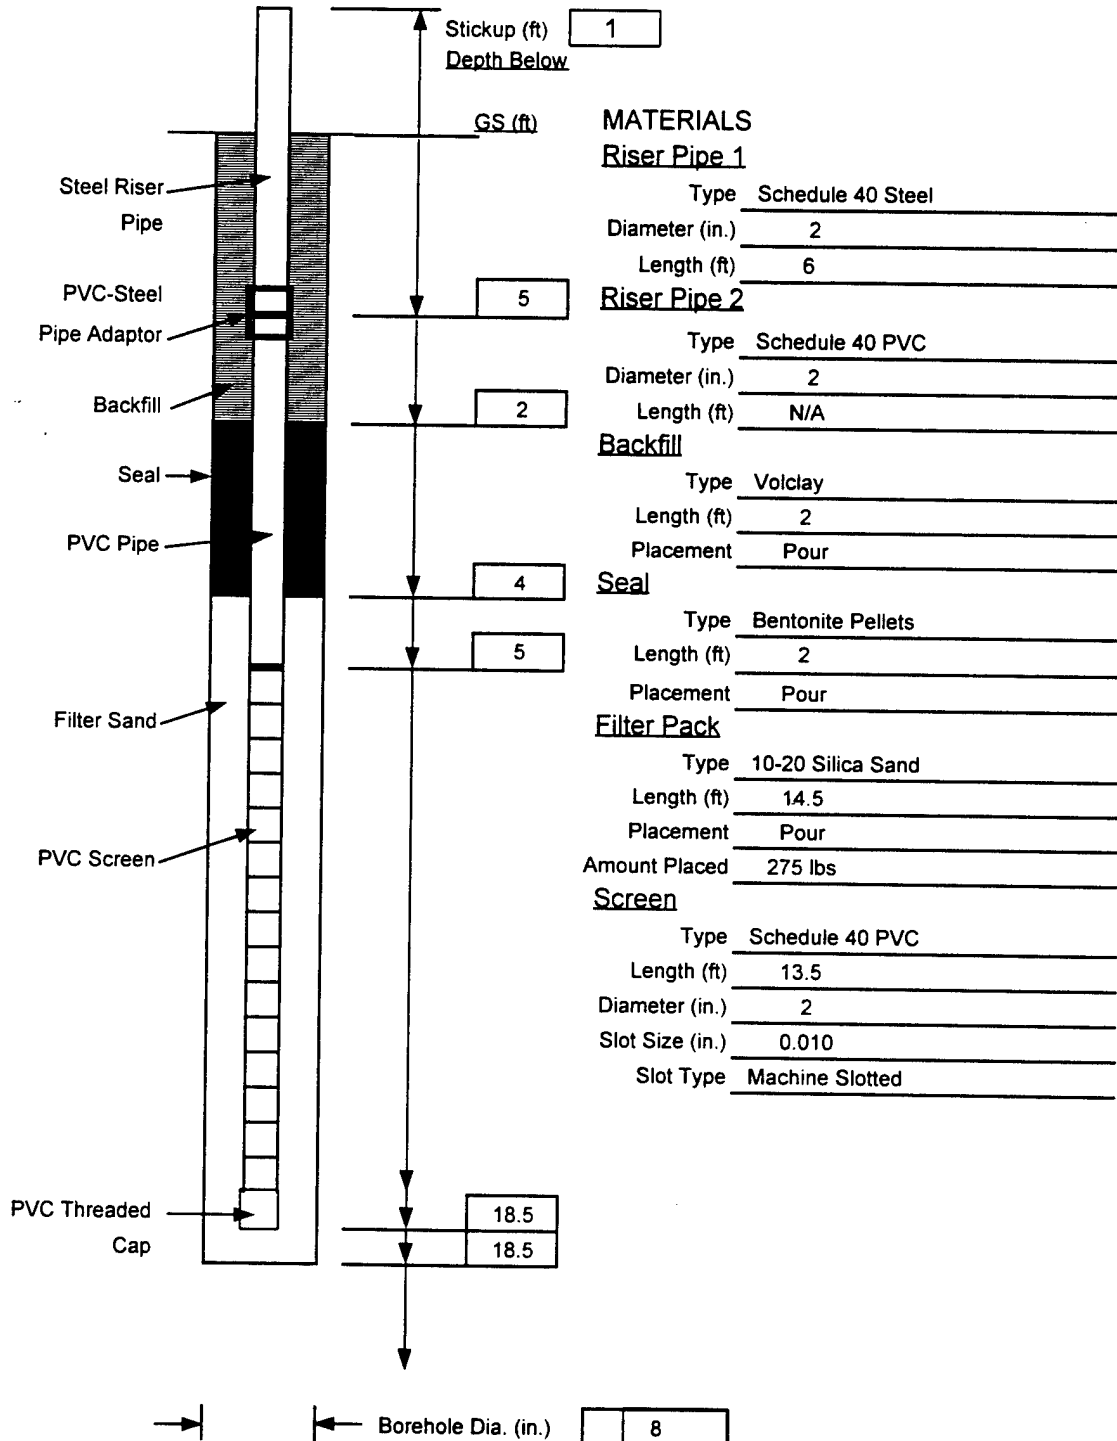 Stickup (ft) 1
Depth Below
GS (ft)
Steel Riser
Pipe
PVC-Steel
Pipe Adaptor
5
Backfill
2
Seal
PVC Pipe
4
5
Filter Sand
PVC Screen
PVC Threaded
Cap
18.5
18.5
Borehole Dia. (in.) 8
MATERIALS
Riser Pipe 1
Type Schedule 40 Steel
Diameter (in.) 2
Length (ft) 6
Riser Pipe 2
Type Schedule 40 PVC
Diameter (in.) 2
Length (ft) N/A
Backfill
Type Volclay
Length (ft) 2
Placement Pour
Seal
Type Bentonite Pellets
Length (ft) 2
Placement Pour
Filter Pack
Type 10-20 Silica Sand
Length (ft) 14.5
Placement Pour
Amount Placed 275 lbs
Screen
Type Schedule 40 PVC
Length (ft) 13.5
Diameter (in.) 2
Slot Size (in.) 0.010
Slot Type Machine Slotted